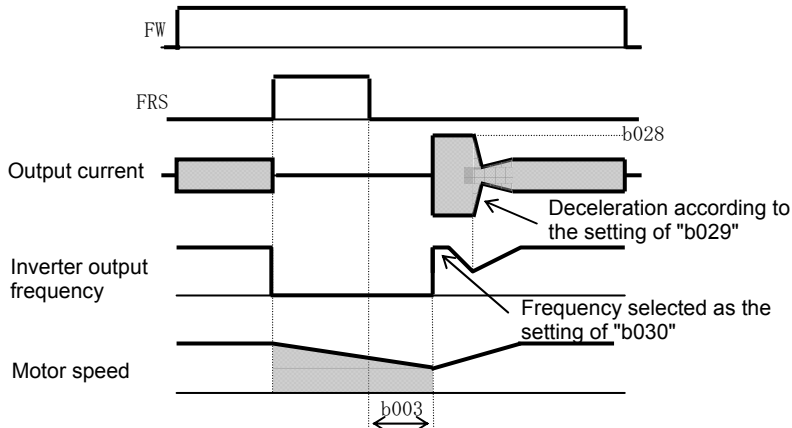 FW
FRS
b028
Output current
Deceleration according to
the setting of "b029"
Inverter output
frequency
Frequency selected as the
setting of "b030"
Motor speed
b003